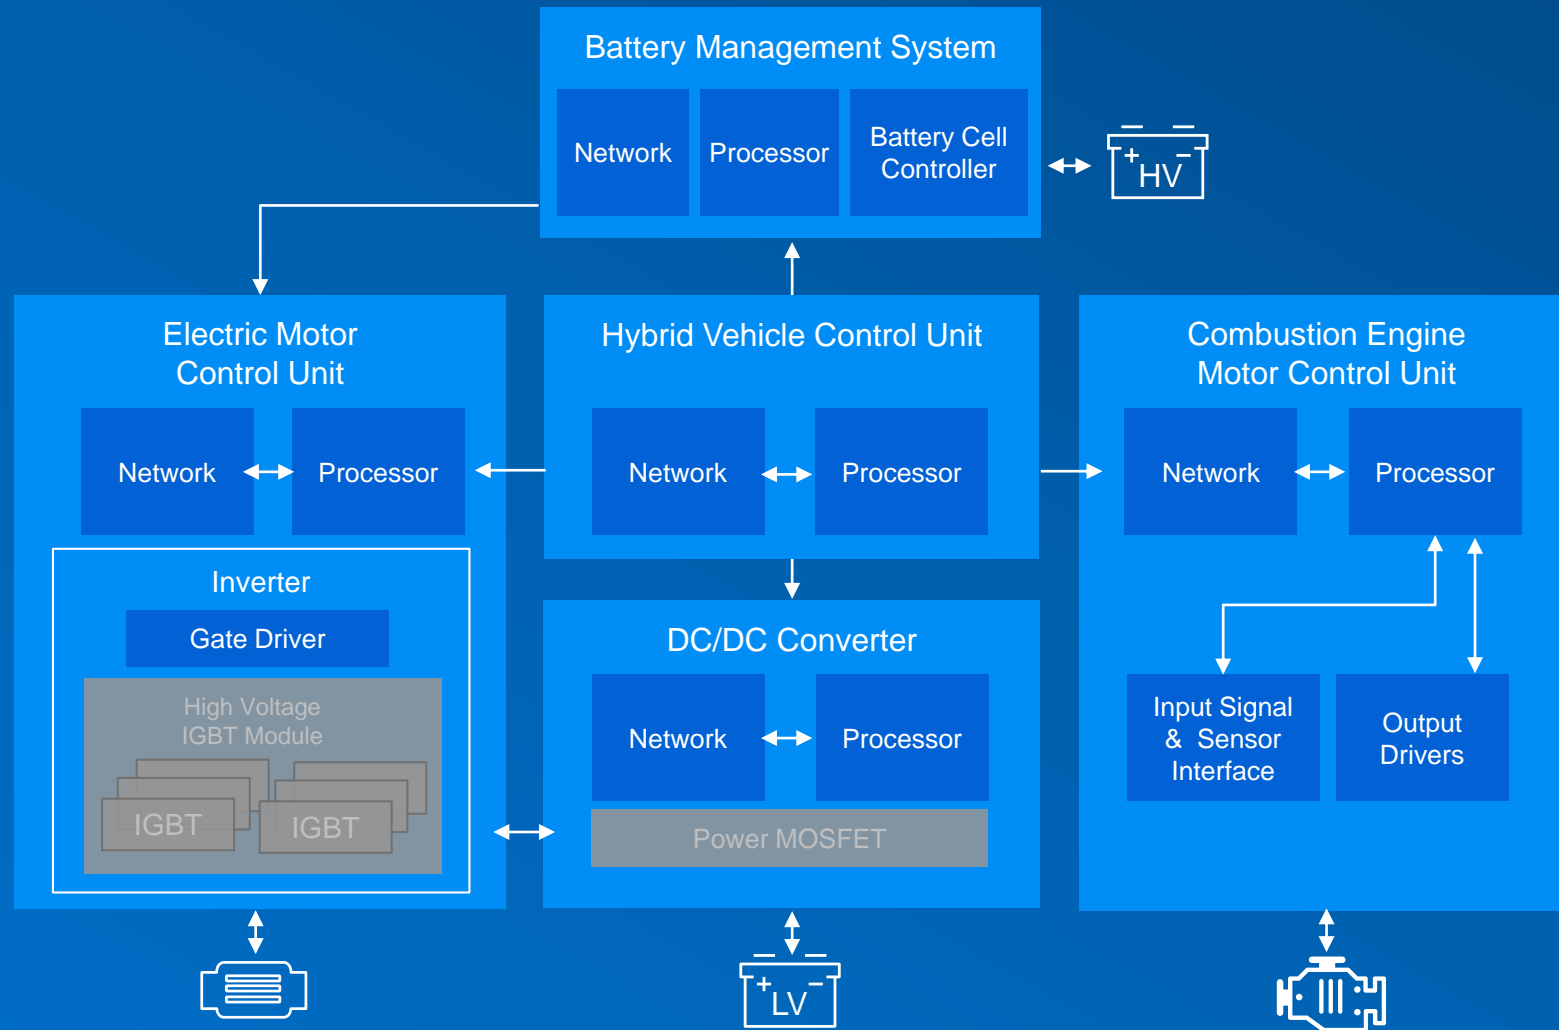 Battery Management System
Network
Processor
Battery Cell
Controller
+ -
HV
Electric Motor
Control Unit
Network
Processor
Inverter
Gate Driver
High Voltage
IGBT Module
IGBT
IGBT
Hybrid Vehicle Control Unit
Network
Processor
DC/DC Converter
Network
Processor
Power MOSFET
+ -
LV
Combustion Engine
Motor Control Unit
Network
Processor
Input Signal
& Sensor
Interface
Output
Drivers